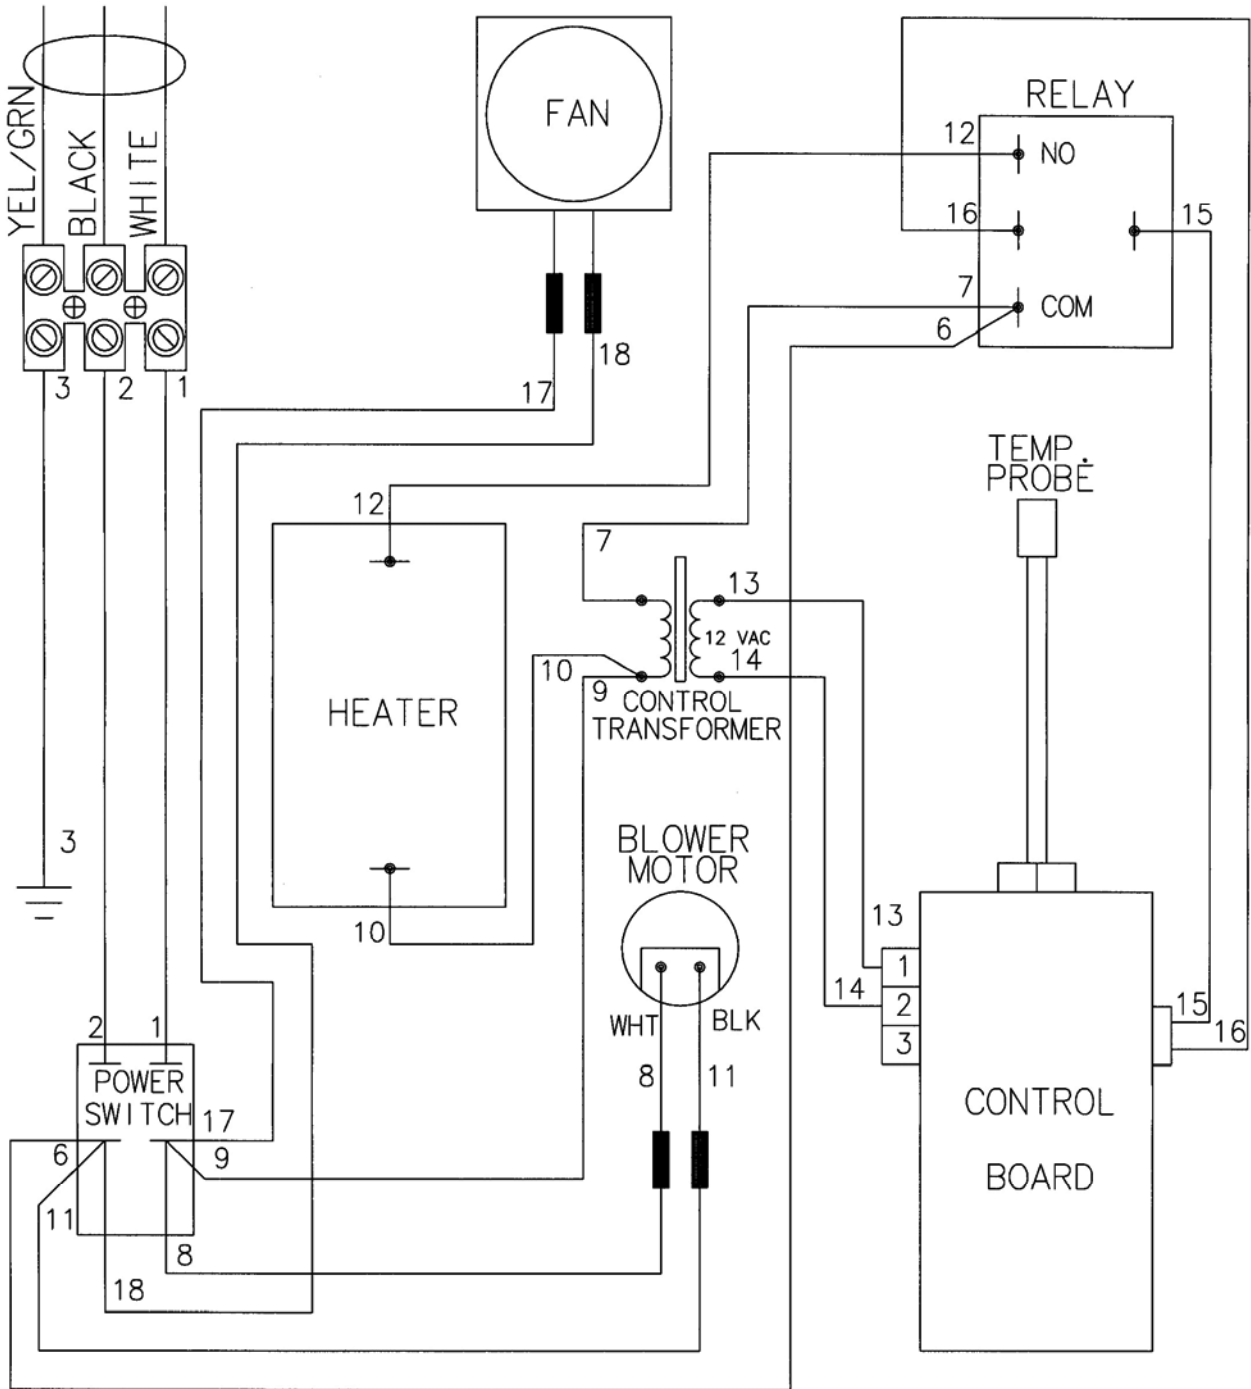 YEL/GRN
BLACK
WHITE
3
2
1
3
FAN
17
18
RELAY
12
NO
16
15
7
COM
6
TEMP.
PROBE
12
HEATER
10
7
13
12 VAC
14
10
9
CONTROL
TRANSFORMER
BLOWER
MOTOR
WHT
BLK
8
11
13
1
14
2
3
15
16
CONTROL
BOARD
2
1
POWER
SWITCH
17
6
9
11
8
18